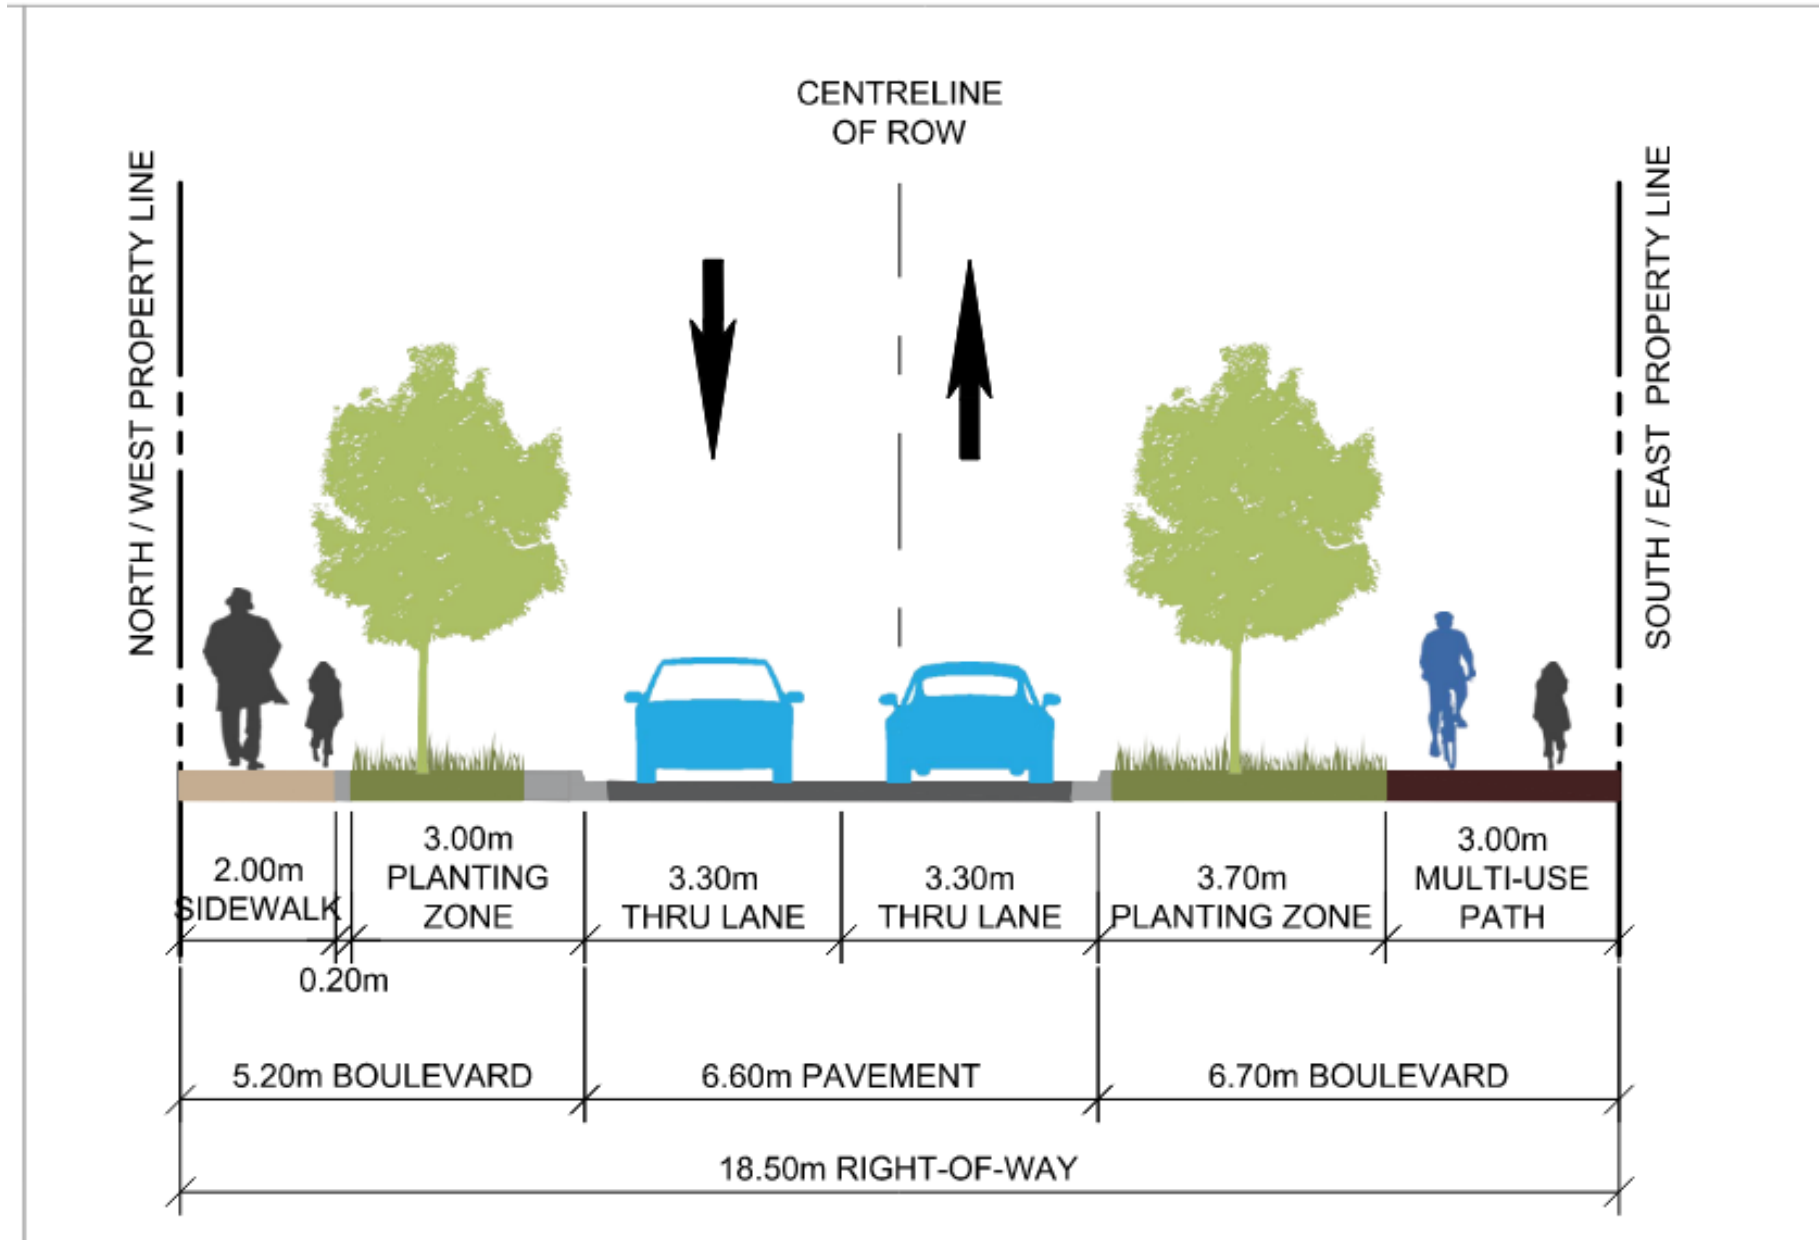 CENTRELINE
OF ROW
NORTH / WEST PROPERTY LINE
SOUTH / EAST PROPERTY LINE
2.00m
SIDEWALK
0.20m
3.00m
PLANTING
ZONE
3.30m
THRU LANE
3.30m
THRU LANE
3.70m
PLANTING ZONE
3.00m
MULTI-USE
PATH
5.20m BOULEVARD
6.60m PAVEMENT
6.70m BOULEVARD
18.50m RIGHT-OF-WAY